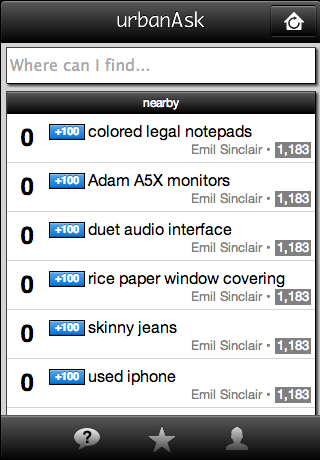 urbanAsk
Where can I find...
nearby
0 +100 colored legal notepads
Emil Sinclair • 1,183
0 +100 Adam A5X monitors
Emil Sinclair • 1,183
0 +100 duet audio interface
Emil Sinclair • 1,183
0 +100 rice paper window covering
Emil Sinclair • 1,183
0 +100 skinny jeans
Emil Sinclair • 1,183
0 +100 used iphone
Emil Sinclair • 1,183
?